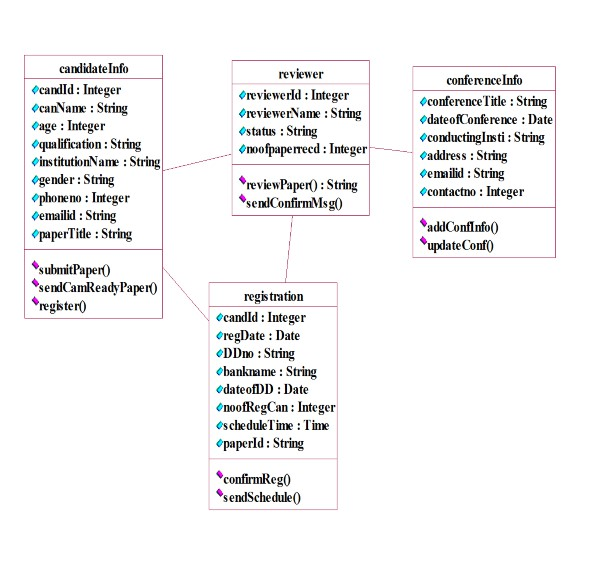 candidateInfo
candId : Integer
canName : String
age : Integer
qualification : String
institutionName : String
gender : String
phoneno : Integer
emailid : String
paperTitle : String
submitPaper()
sendCamReadyPaper()
register()
reviewer
reviewerId : Integer
reviewerName : String
status : String
noofpaperrecd : Integer
reviewPaper() : String
sendConfirmMsg()
conferenceInfo
conferenceTitle : String
dateofConference : Date
conductingInsti : String
address : String
emailid : String
contactno : Integer
addConfInfo()
updateConf()
registration
candId : Integer
regDate : Date
DDno : String
bankname : String
dateofDD : Date
noofRegCan : Integer
scheduleTime : Time
paperId : String
confirmReg()
sendSchedule()